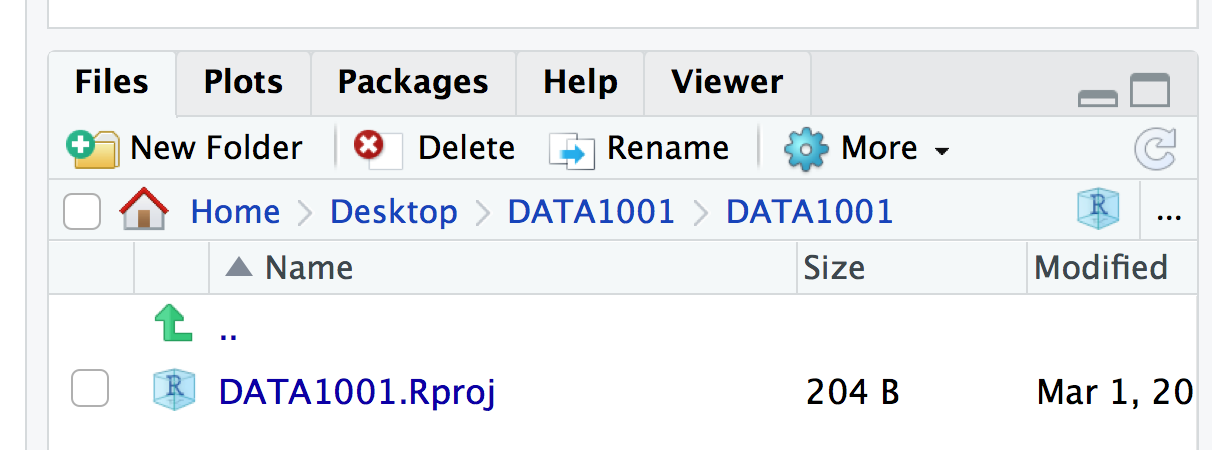 Files Plots Packages Help Viewer
New Folder Delete Rename More
Home Desktop DATA1001 DATA1001 R ...
Name Size Modified
..
R DATA1001.Rproj 204 B Mar 1, 20